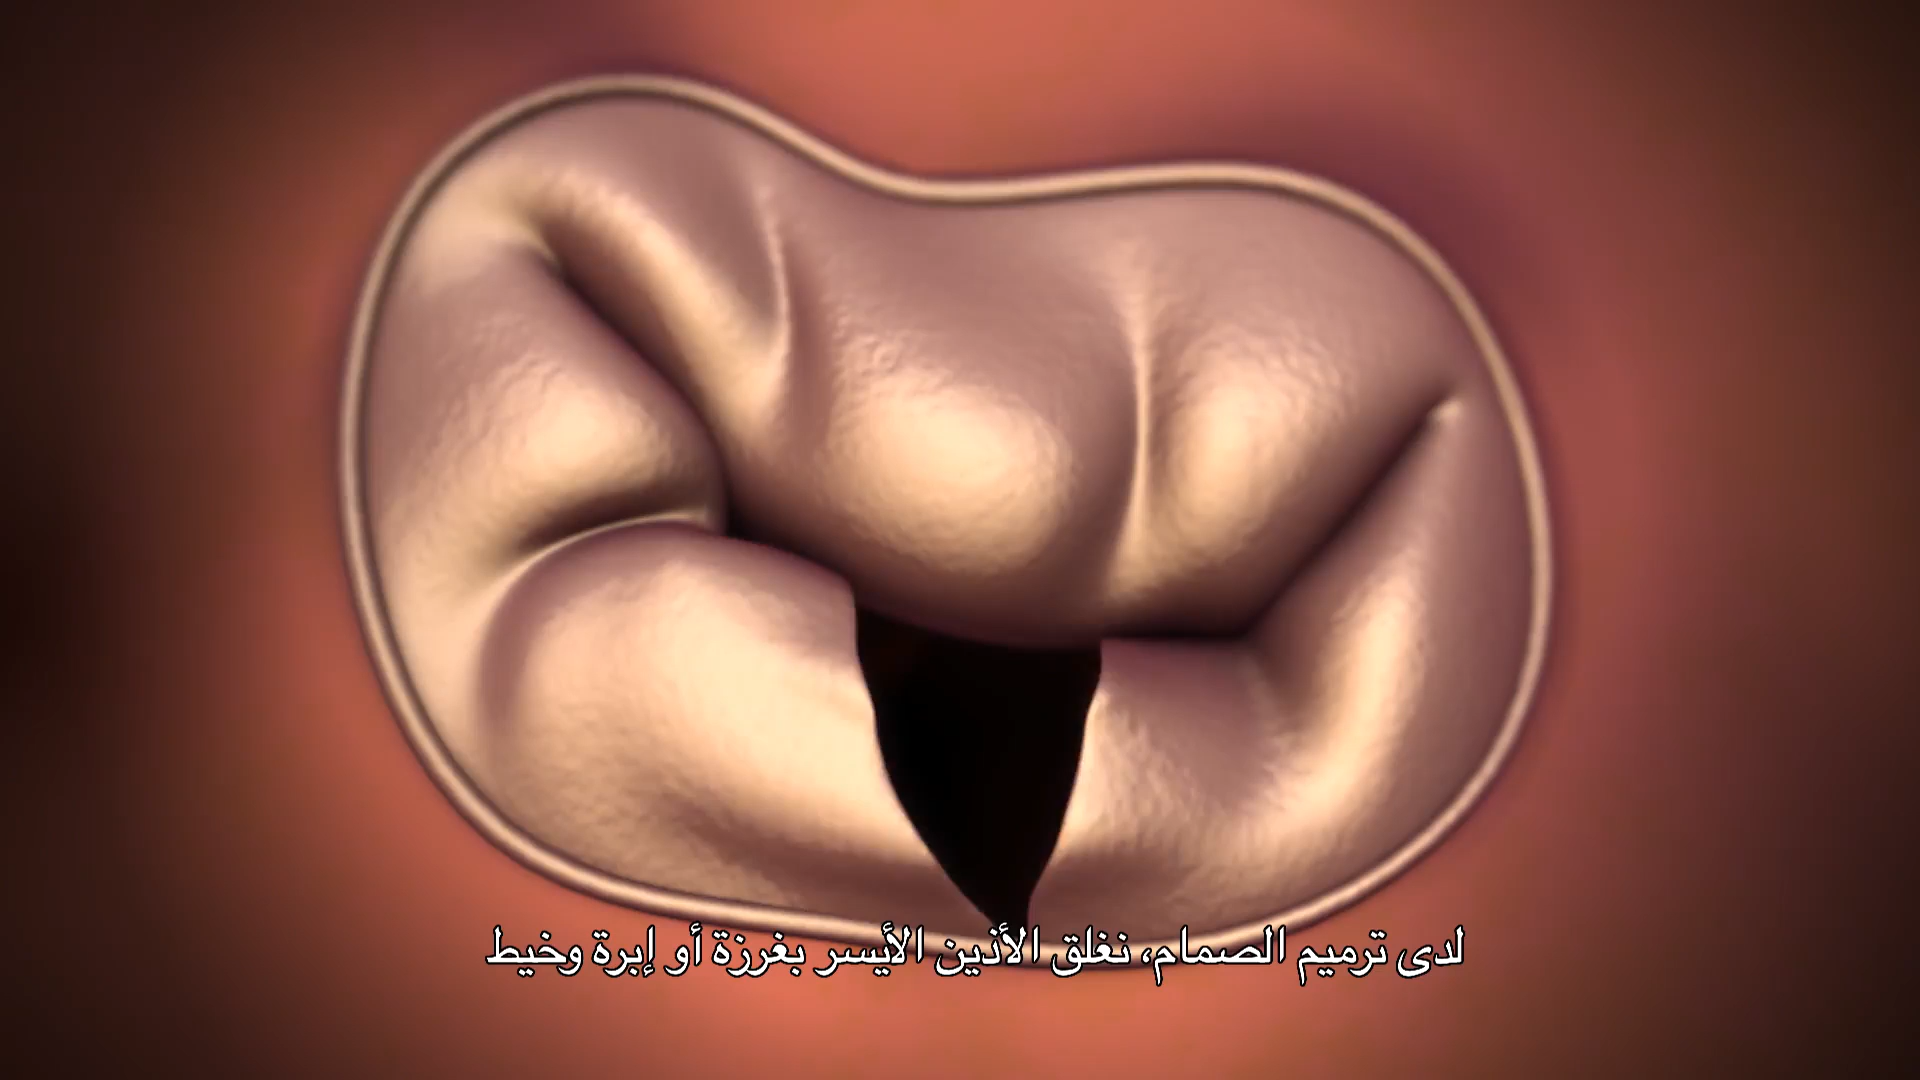 لدى ترميم الصمام، نغلق الأذين الأيسر بغرزة أو إبرة وخيط